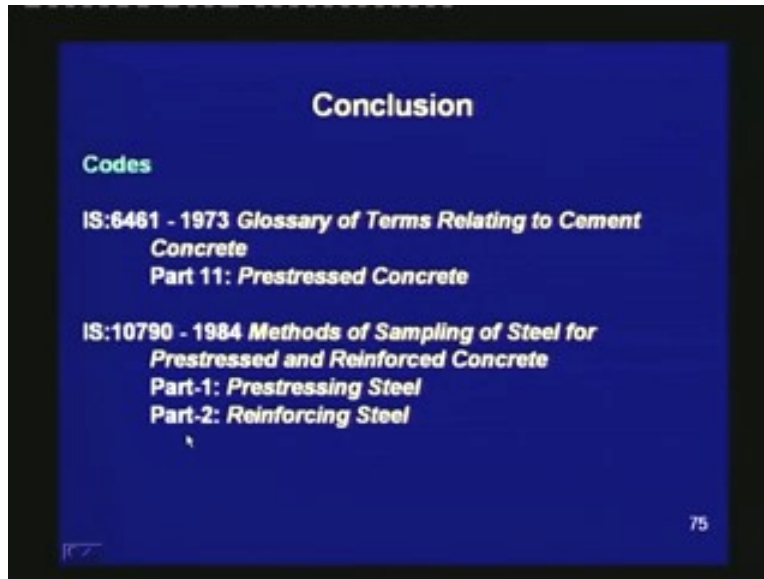 Conclusion
Codes
IS:6461 - 1973 Glossary of Terms Relating to Cement
Concrete
Part 11: Prestressed Concrete
IS:10790 - 1984 Methods of Sampling of Steel for
Prestressed and Reinforced Concrete
Part-1: Prestressing Steel
Part-2: Reinforcing Steel
75